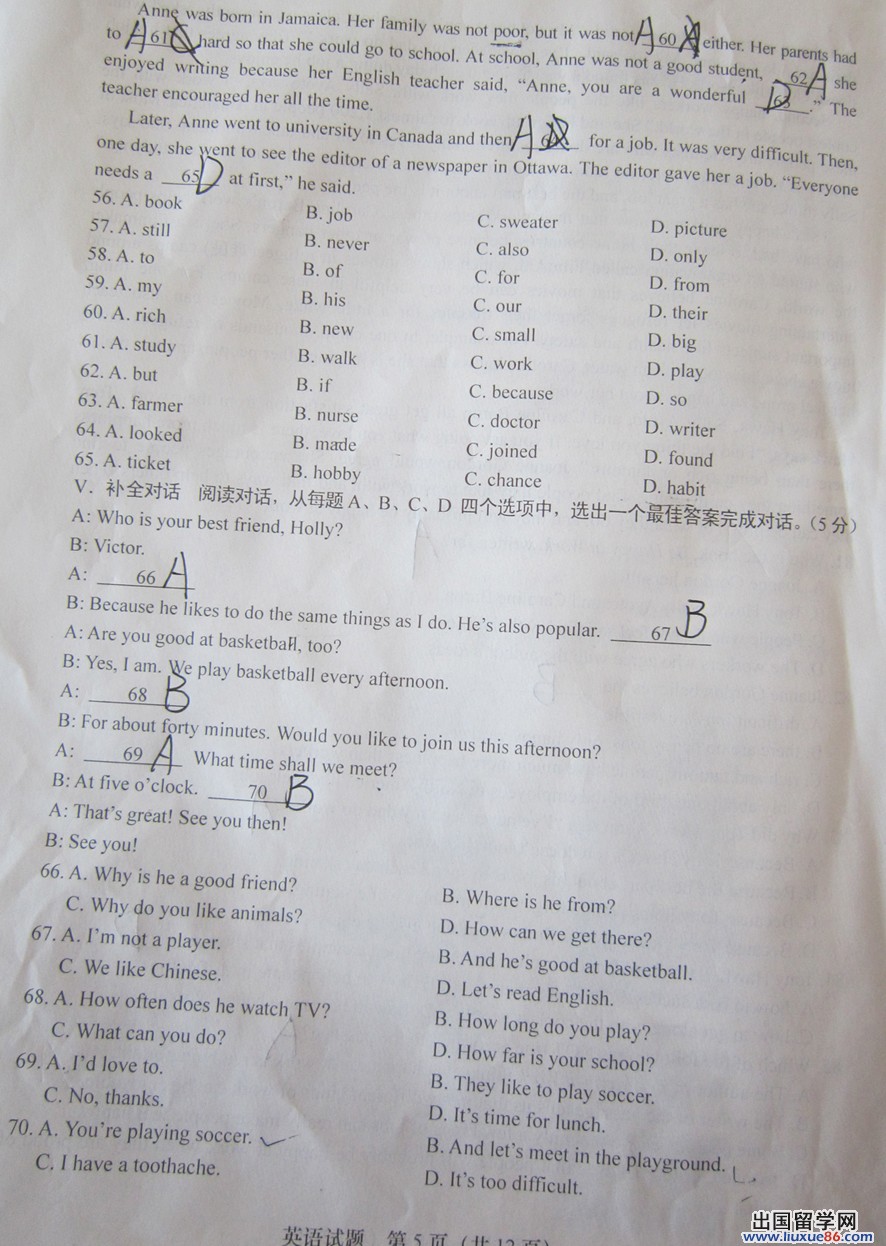 Anne was born in Jamaica. Her family was not poor, but it was not A 60 either. Her parents had
to A 61 hard so that she could go to school. At school, Anne was not a good student, 62 A she
enjoyed writing because her English teacher said, “Anne, you are a wonderful 63 D.” The
teacher encouraged her all the time.
Later, Anne went to university in Canada and then A for a job. It was very difficult. Then,
one day, she went to see the editor of a newspaper in Ottawa. The editor gave her a job. “Everyone
needs a 65 D at first,” he said.
56. A. book B. job C. sweater D. picture
57. A. still B. never C. also D. only
58. A. to B. of C. for D. from
59. A. my B. his C. our D. their
60. A. rich B. new C. small D. big
61. A. study B. walk C. work D. play
62. A. but B. if C. because D. so
63. A. farmer B. nurse C. doctor D. writer
64. A. looked B. made C. joined D. found
65. A. ticket B. hobby C. chance D. habit
V. 补全对话 阅读对话，从每题 A、B、C、D 四个选项中，选出一个最佳答案完成对话。（5 分）
A: Who is your best friend, Holly?
B: Victor.
A: 66 A
B: Because he likes to do the same things as I do. He’s also popular. 67 B
A: Are you good at basketball, too?
B: Yes, I am. We play basketball every afternoon.
A: 68 B
B: For about forty minutes. Would you like to join us this afternoon?
A: 69 A What time shall we meet?
B: At five o’clock. 70 B
A: That’s great! See you then!
B: See you!
66. A. Why is he a good friend? B. Where is he from?
C. Why do you like animals? D. How can we get there?
67. A. I’m not a player. B. And he’s good at basketball.
C. We like Chinese. D. Let’s read English.
68. A. How often does he watch TV? B. How long do you play?
C. What can you do? D. How far is your school?
69. A. I’d love to. B. They like to play soccer.
C. No, thanks. D. It’s time for lunch.
70. A. You’re playing soccer. B. And let’s meet in the playground.
C. I have a toothache. D. It’s too difficult.
英语试题 第 5 页（共 12 页）
出国留学网
www.liuxue86.com